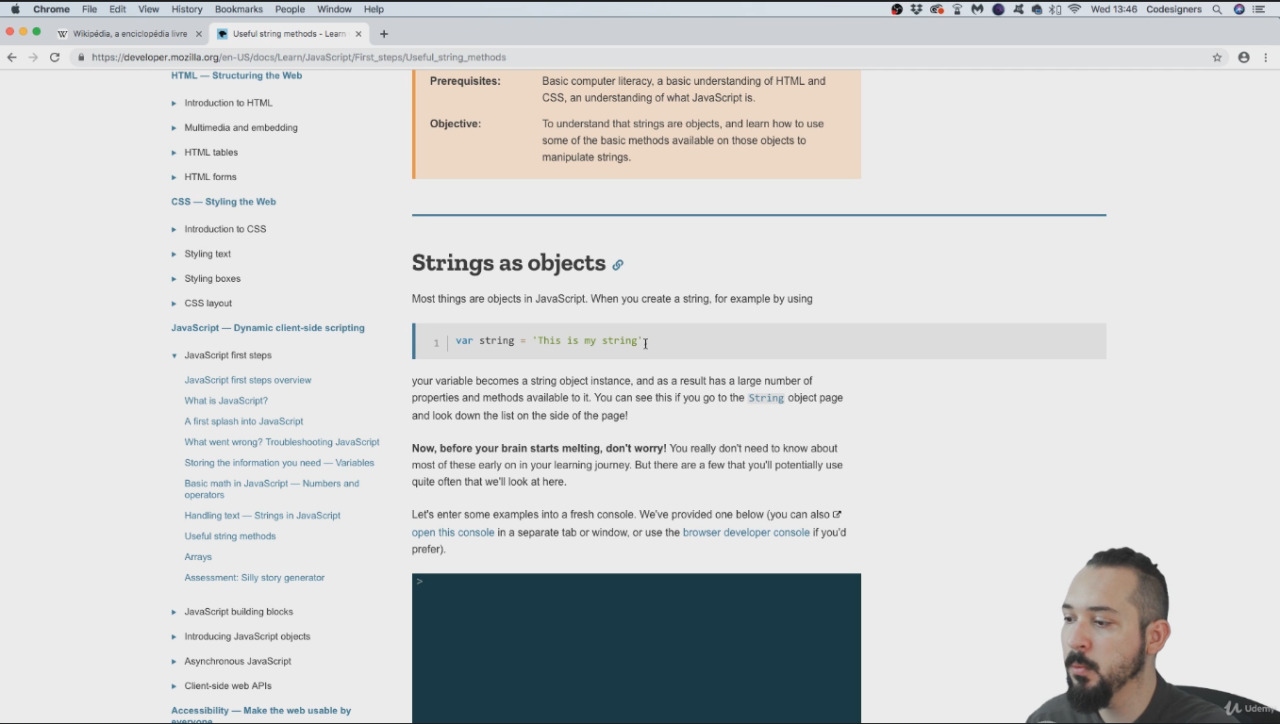 Chrome File Edit View History Bookmarks People Window Help Wed 13:46 Codesigners
Wikipédia, a enciclopédia livre × Useful string methods - Learn × +
https://developer.mozilla.org/en-US/docs/Learn/JavaScript/First_steps/Useful_string_methods
HTML — Structuring the Web
Introduction to HTML
Multimedia and embedding
HTML tables
HTML forms
CSS — Styling the Web
Introduction to CSS
Styling text
Styling boxes
CSS layout
JavaScript — Dynamic client-side scripting
JavaScript first steps
JavaScript first steps overview
What is JavaScript?
A first splash into JavaScript
What went wrong? Troubleshooting JavaScript
Storing the information you need — Variables
Basic math in JavaScript — Numbers and
operators
Handling text — Strings in JavaScript
Useful string methods
Arrays
Assessment: Silly story generator
JavaScript building blocks
Introducing JavaScript objects
Asynchronous JavaScript
Client-side web APIs
Accessibility — Make the web usable by
everyone
Prerequisites: Basic computer literacy, a basic understanding of HTML and
CSS, an understanding of what JavaScript is.
Objective: To understand that strings are objects, and learn how to use
some of the basic methods available on those objects to
manipulate strings.
Strings as objects
Most things are objects in JavaScript. When you create a string, for example by using
1 var string = 'This is my string'
your variable becomes a string object instance, and as a result has a large number of
properties and methods available to it. You can see this if you go to the String object page
and look down the list on the side of the page!
Now, before your brain starts melting, don't worry! You really don't need to know about
most of these early on in your learning journey. But there are a few that you'll potentially use
quite often that we'll look at here.
Let's enter some examples into a fresh console. We've provided one below (you can also
open this console in a separate tab or window, or use the browser developer console if you'd
prefer).
>
Udemy